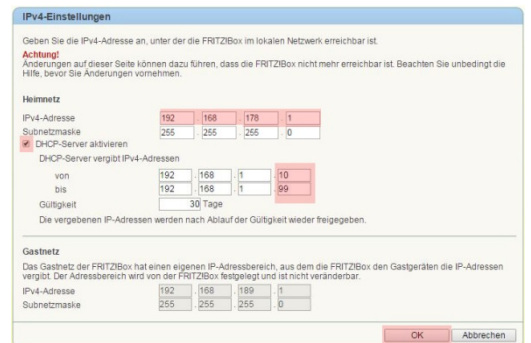 IPv4-Einstellungen
Geben Sie die IPv4-Adresse an, unter der die FRITZ!Box im lokalen Netzwerk erreichbar ist.
Achtung!
Änderungen auf dieser Seite können dazu führen, dass die FRITZ!Box nicht mehr erreichbar ist. Beachten Sie unbedingt die
Hilfe, bevor Sie Änderungen vornehmen.
Heimnetz
IPv4-Adresse 192 . 168 . 178 . 1
Subnetzmaske 255 . 255 . 255 . 0
DHCP-Server aktivieren
DHCP-Server vergibt IPv4-Adressen
von 192 . 168 . 1 . 10
bis 192 . 168 . 1 . 99
Gültigkeit 30 Tage
Die vergebenen IP-Adressen werden nach Ablauf der Gültigkeit wieder freigegeben.
Gastnetz
Das Gastnetz der FRITZ!Box hat einen eigenen IP-Adressbereich, aus dem die FRITZ!Box den Gastgeräten die IP-Adressen
vergibt. Der Adressbereich wird von der FRITZ!Box festgelegt und ist nicht veränderbar.
IPv4-Adresse 192 . 168 . 189 . 1
Subnetzmaske 255 . 255 . 255 . 0
OK Abbrechen